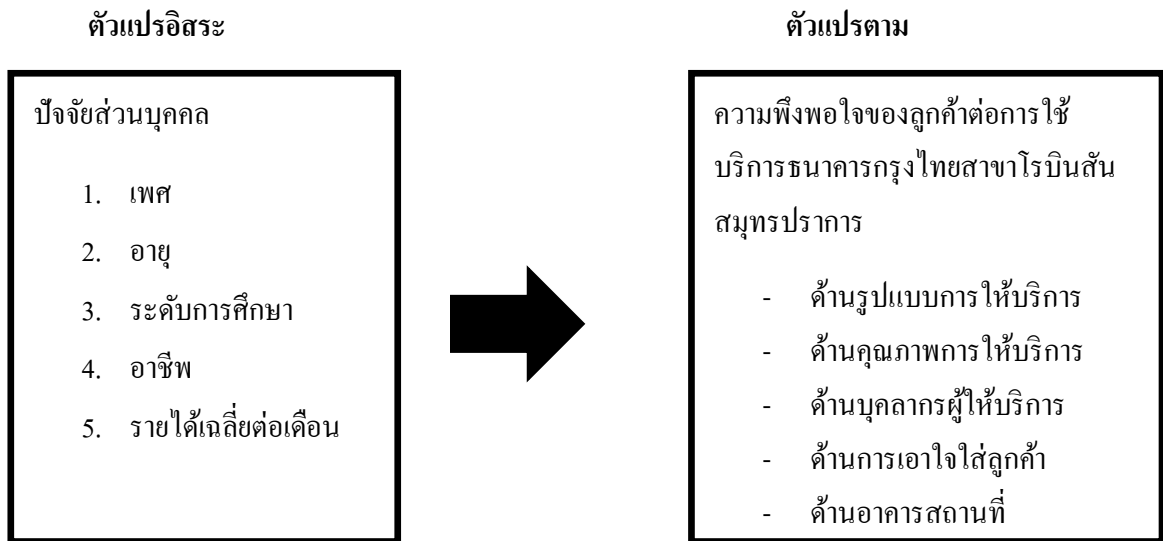 ตัวแปรอิสระ
ตัวแปรตาม
ปัจจัยส่วนบุคคล
1. เพศ
2. อายุ
3. ระดับการศึกษา
4. อาชีพ
5. รายได้เฉลี่ยต่อเดือน
ความพึงพอใจของลูกค้าต่อการใช้
บริการธนาคารกรุงไทยสาขาโรบินสัน
สมุทรปราการ
- ด้านรูปแบบการให้บริการ
- ด้านคุณภาพการให้บริการ
- ด้านบุคลากรผู้ให้บริการ
- ด้านการเอาใจใส่ลูกค้า
- ด้านอาคารสถานที่